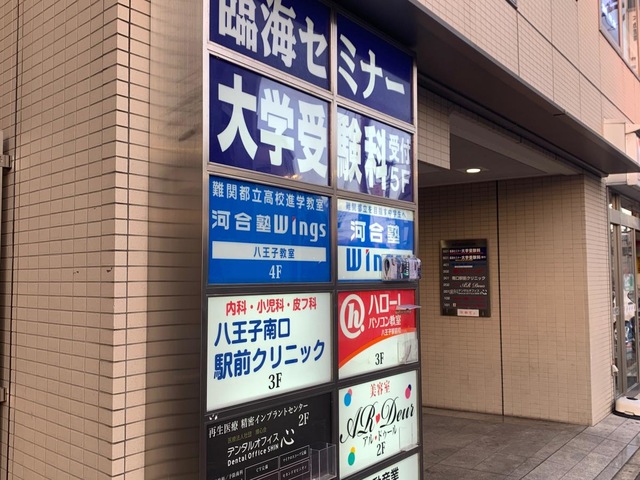 臨海セミナー
大学受験科 受付 5F
難関都立高校進学教室
河合塾Wings
八王子教室
4F
河合塾
Win
内科・小児科・皮フ科
八王子南口
駅前クリニック
3F
ハロー!
パソコン教室
3F
再生医療 精密インプラントセンター
2F
デンタルオフィス 心
Dental Office SHIN
美容室
AR Deur
アル・ドゥール
2F